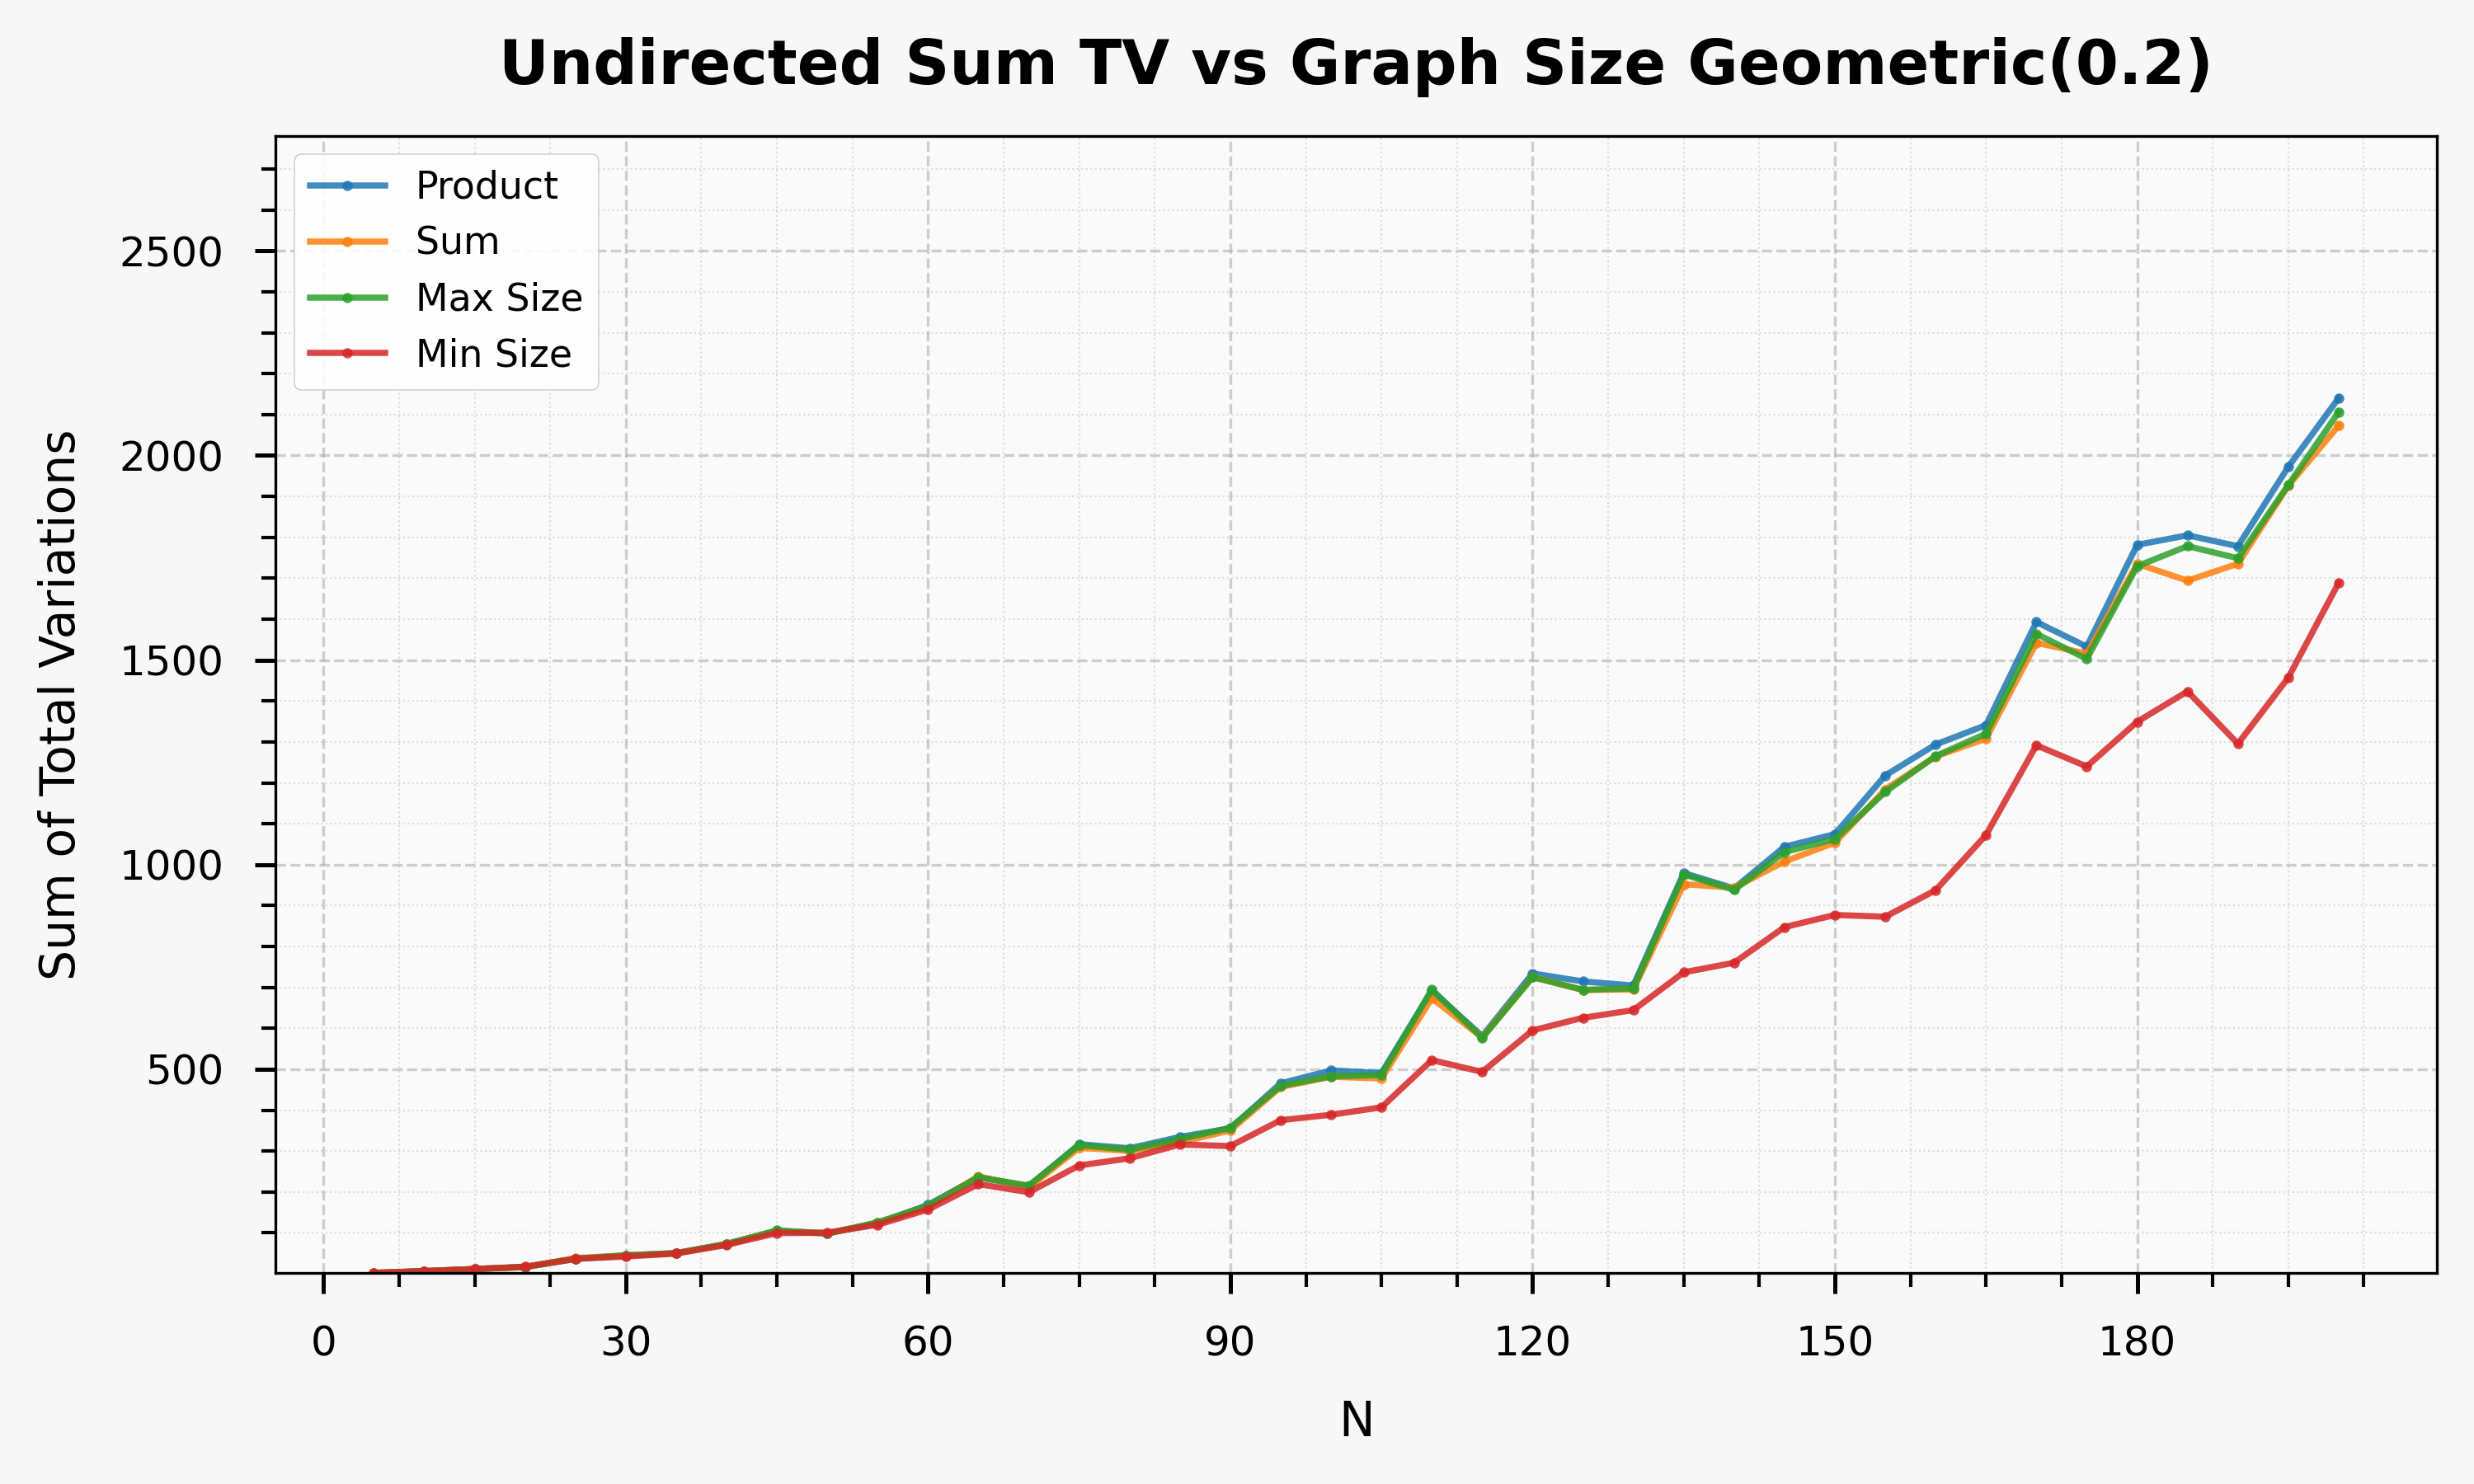 Undirected Sum TV vs Graph Size Geometric(0.2)
Product
Sum
Max Size
Min Size
2500
2000
1500
1000
500
Sum of Total Variations
0 30 60 90 120 150 180
N